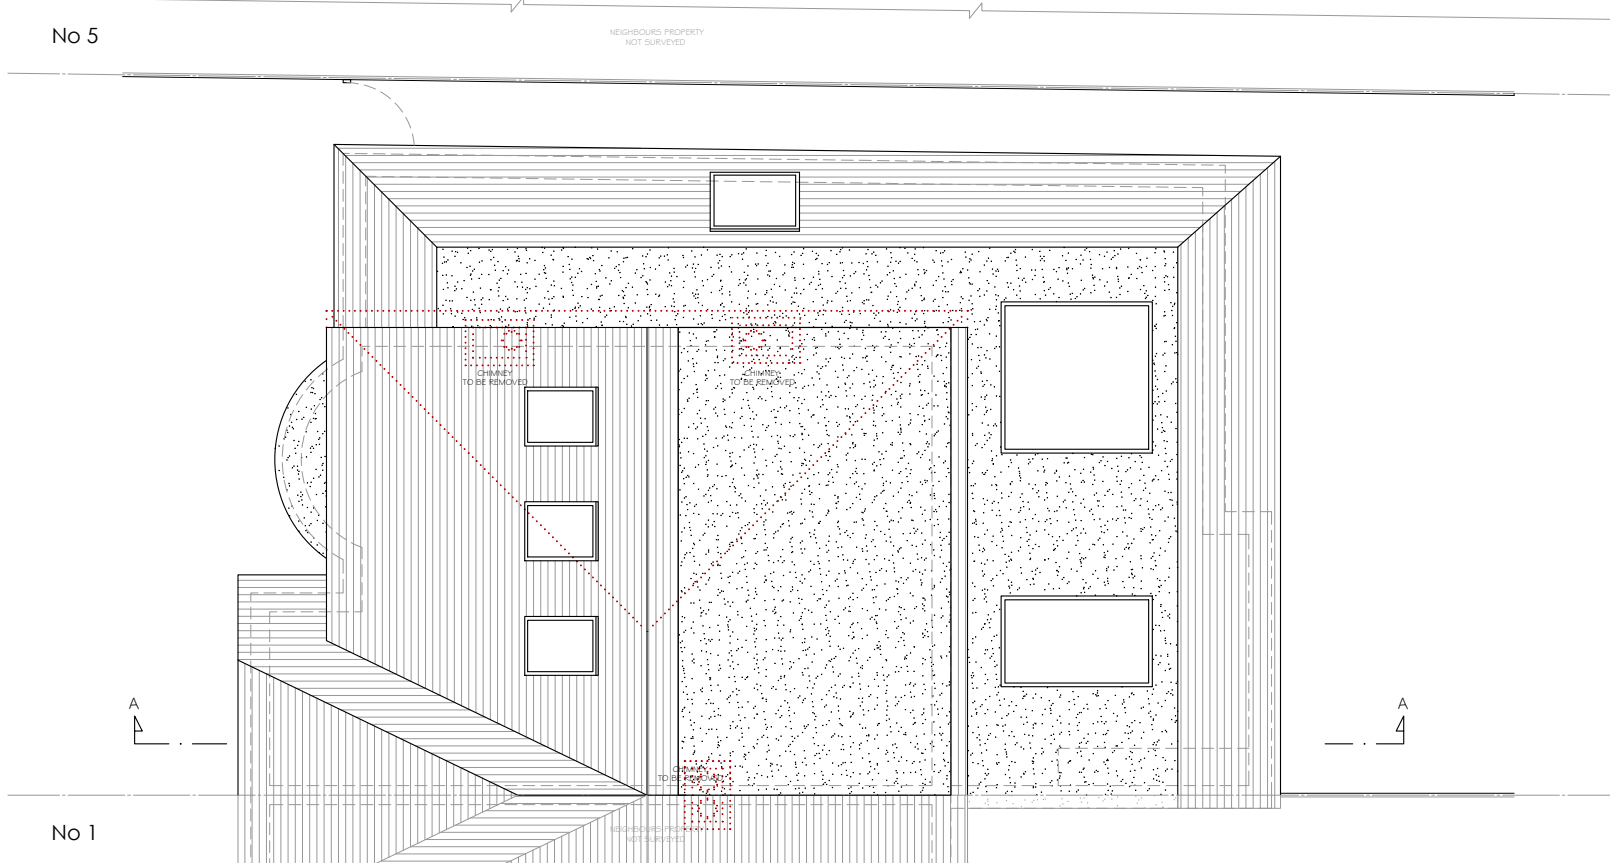 NEIGHBOURS PROPERTY
NOT SURVEYED
No 5
CHIMNEY
TO BE REMOVED
CHIMNEY
TO BE REMOVED
A
A
CHIMNEY
TO BE REMOVED
No 1
NEIGHBOURS PROPERTY
NOT SURVEYED